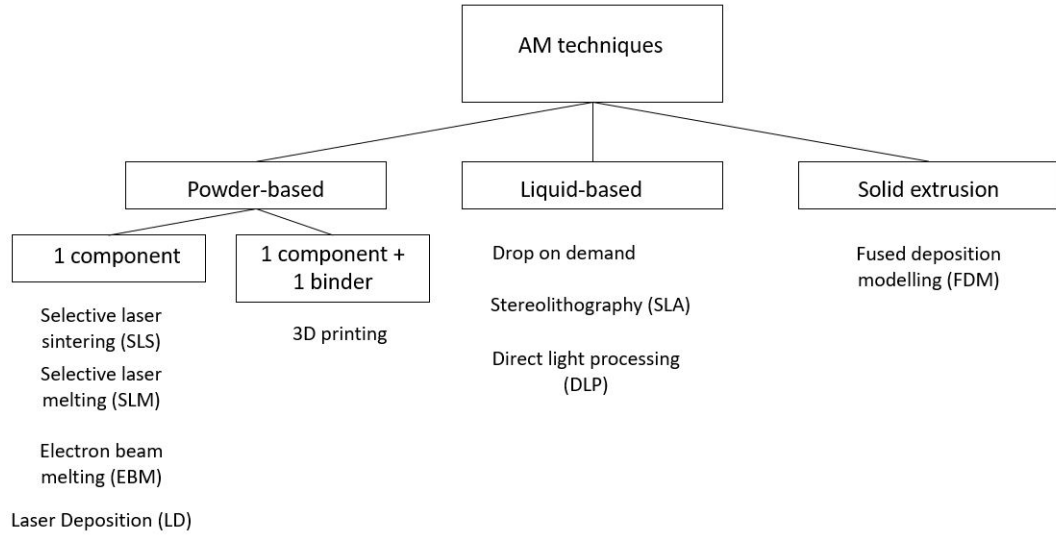 AM techniques
Powder-based
Liquid-based
Solid extrusion
1 component
1 component +
1 binder
Selective laser
sintering (SLS)
Selective laser
melting (SLM)
Electron beam
melting (EBM)
Laser Deposition (LD)
3D printing
Drop on demand
Stereolithography (SLA)
Direct light processing
(DLP)
Fused deposition
modelling (FDM)